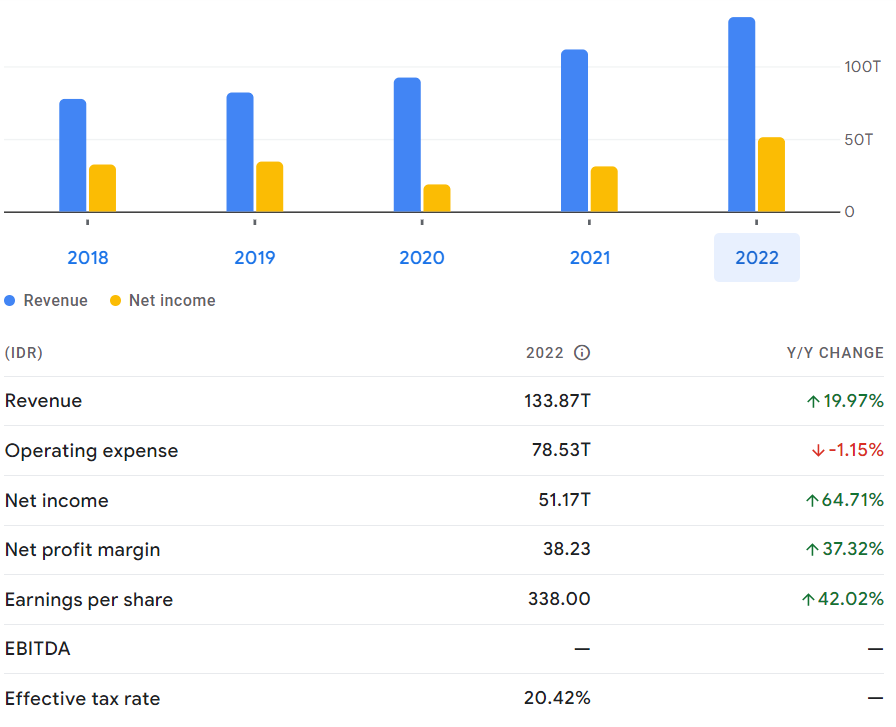 100T
50T
0
2018 2019 2020 2021 2022
Revenue Net income
(IDR) 2022 Y/Y CHANGE
Revenue 133.87T ↑19.97%
Operating expense 78.53T ↓-1.15%
Net income 51.17T ↑64.71%
Net profit margin 38.23 ↑37.32%
Earnings per share 338.00 ↑42.02%
EBITDA — —
Effective tax rate 20.42% —